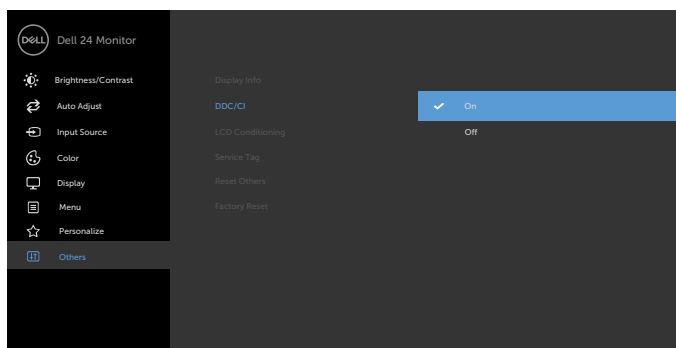 DELL Dell 24 Monitor
Brightness/Contrast
Auto Adjust
Input Source
Color
Display
Menu
Personalize
Others
Display Info
DDC/CI
LCD Conditioning
Service Tag
Reset Others
Factory Reset
On
Off